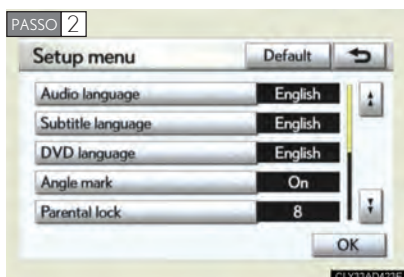 PASSO 2
Setup menu Default
Audio language English
Subtitle language English
DVD language English
Angle mark On
Parental lock 8
OK